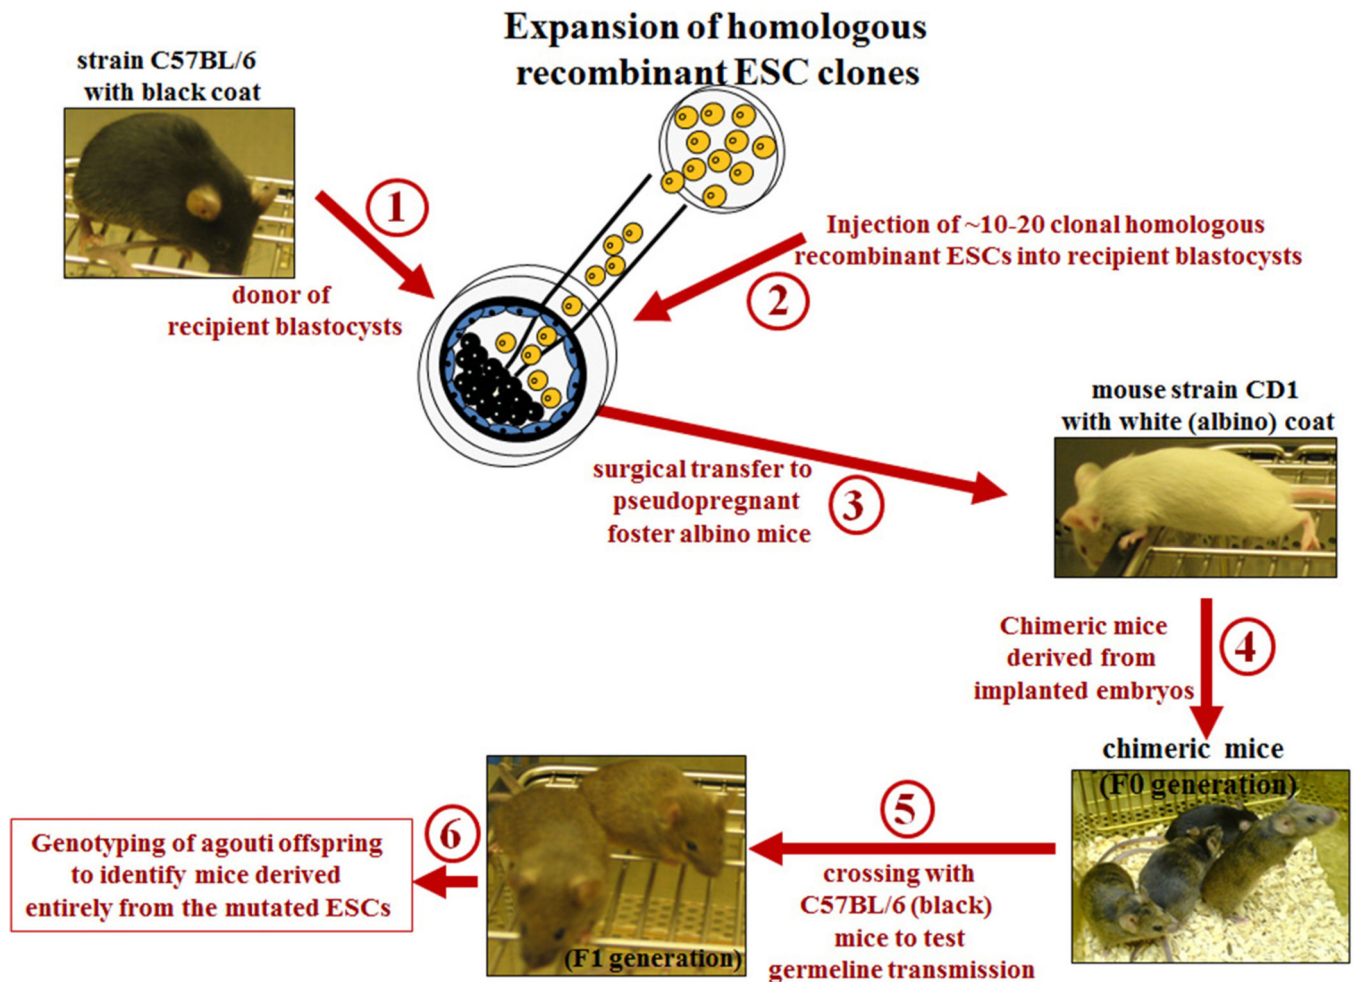 Expansion of homologous
recombinant ESC clones
strain C57BL/6
with black coat
1
donor of
recipient blastocysts
Injection of ~10-20 clonal homologous
recombinant ESCs into recipient blastocysts
2
mouse strain CD1
with white (albino) coat
surgical transfer to
pseudopregnant
foster albino mice
3
Chimeric mice
derived from
implanted embryos
4
chimeric mice
(F0 generation)
5
crossing with
C57BL/6 (black)
mice to test
germeline transmission
(F1 generation)
6
Genotyping of agouti offspring
to identify mice derived
entirely from the mutated ESCs